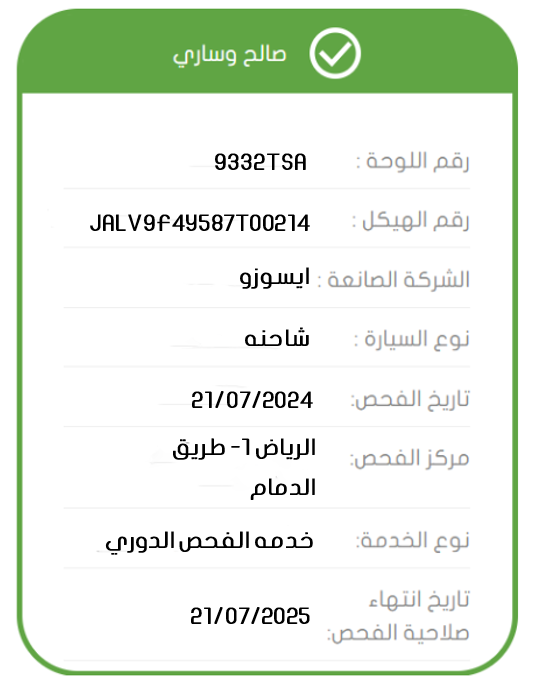 صالح وساري
رقم اللوحة : 9332TSA
رقم الهيكل : JALV9F4Y587T00214
الشركة الصانعة : ايسوزو
نوع السيارة : شاحنه
تاريخ الفحص: 21/07/2024
مركز الفحص: الرياض 1- طريق
الدمام
نوع الخدمة: خدمه الفحص الدوري
تاريخ انتهاء
صلاحية الفحص: 21/07/2025